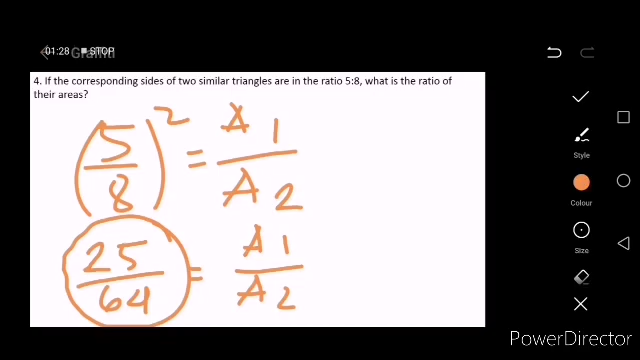 01:28 STOP
Graffiti
4. If the corresponding sides of two similar triangles are in the ratio 5:8, what is the ratio of
their areas?
(5/8)² = A1/A2
25/64 = A1/A2
Style
Colour
Size
PowerDirector